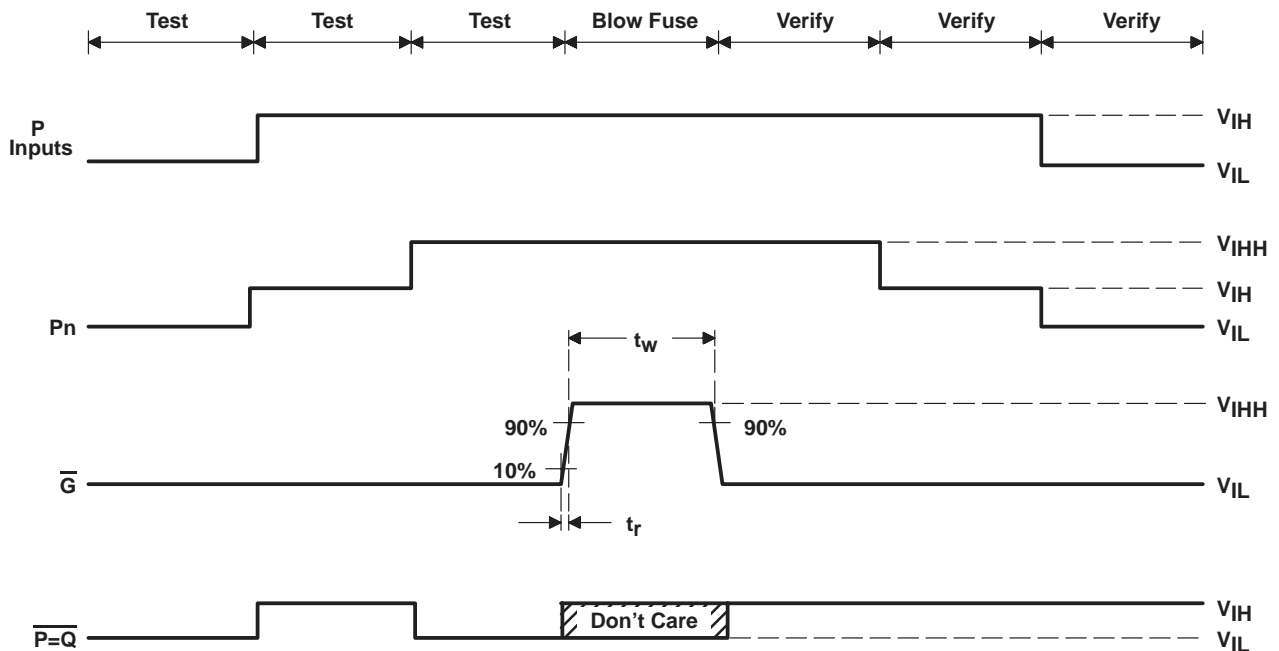 Test Test Test Blow Fuse Verify Verify Verify
P
Inputs
VIH
VIL
Pn
VIHH
VIH
VIL
tw
G
90%
10%
90%
VIHH
VIL
tr
P=Q
Don't Care
VIH
VIL